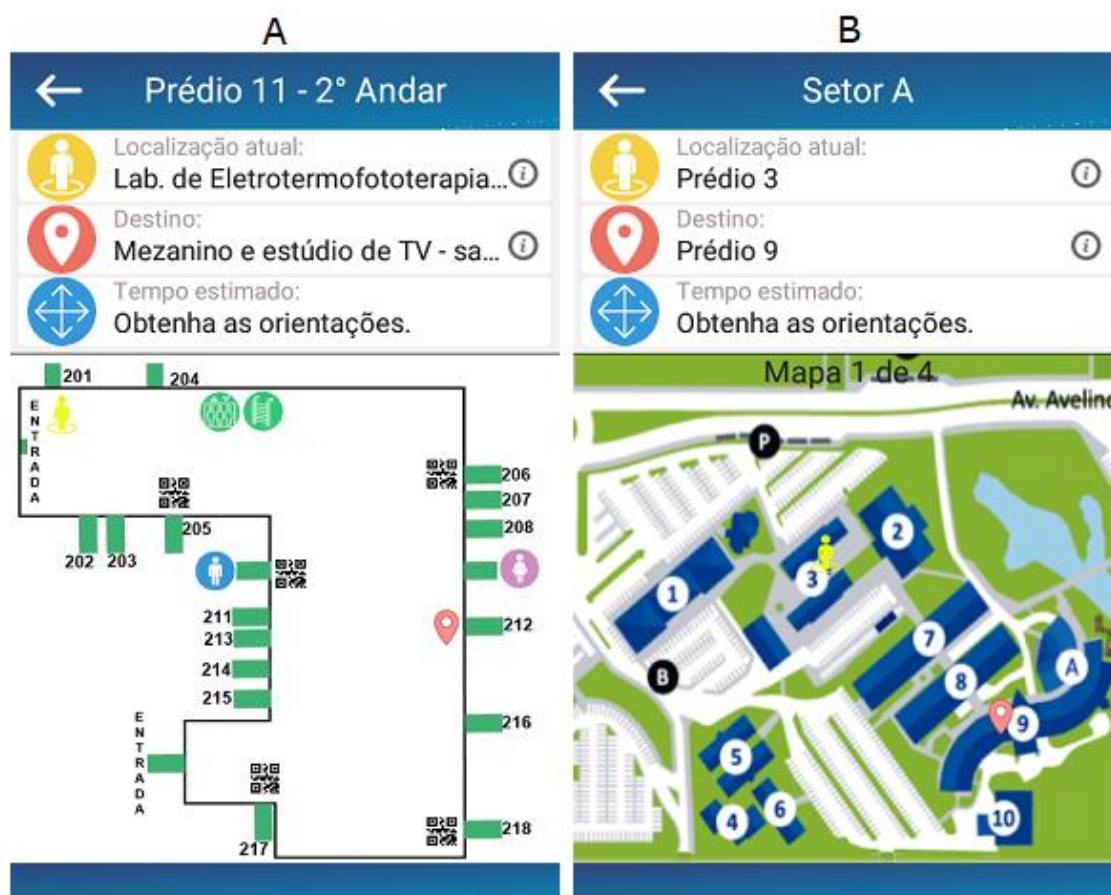 A
Prédio 11 - 2° Andar
Localização atual:
Lab. de Eletrotermofototerapia...
Destino:
Mezanino e estúdio de TV - sa...
Tempo estimado:
Obtenha as orientações.
201
204
ENTRADA
206
207
208
205
202
203
211
213
212
214
215
216
ENTRADA
217
218
B
Setor A
Localização atual:
Prédio 3
Destino:
Prédio 9
Tempo estimado:
Obtenha as orientações.
Mapa 1 de 4
Av. Avelino
P
2
3
1
7
A
B
8
9
5
6
4
10